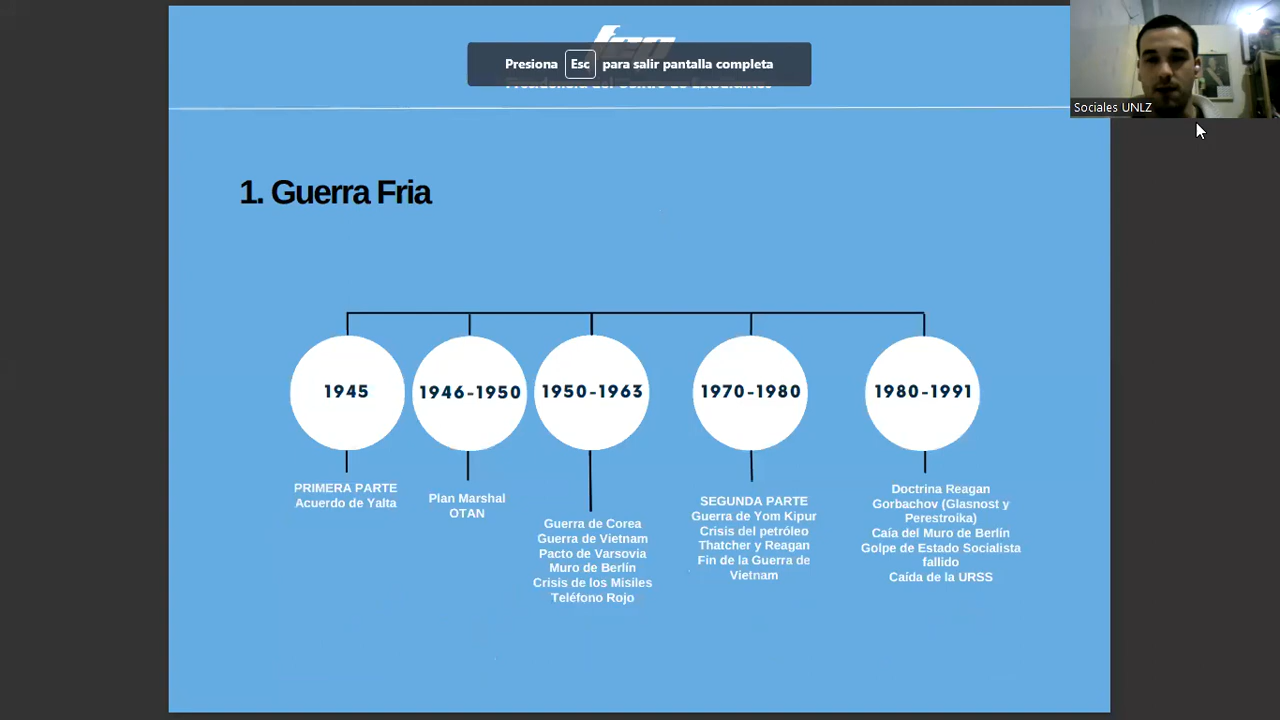 Presiona Esc para salir pantalla completa
Sociales UNLZ
1. Guerra Fria
1945
1946-1950
1950-1963
1970-1980
1980-1991
PRIMERA PARTE
Acuerdo de Yalta
Plan Marshal
OTAN
Guerra de Corea
Guerra de Vietnam
Pacto de Varsovia
Muro de Berlín
Crisis de los Misiles
Teléfono Rojo
SEGUNDA PARTE
Guerra de Yom Kipur
Crisis del petróleo
Thatcher y Reagan
Fin de la Guerra de
Vietnam
Doctrina Reagan
Gorbachov (Glasnost y
Perestroika)
Caía del Muro de Berlín
Golpe de Estado Socialista
fallido
Caída de la URSS